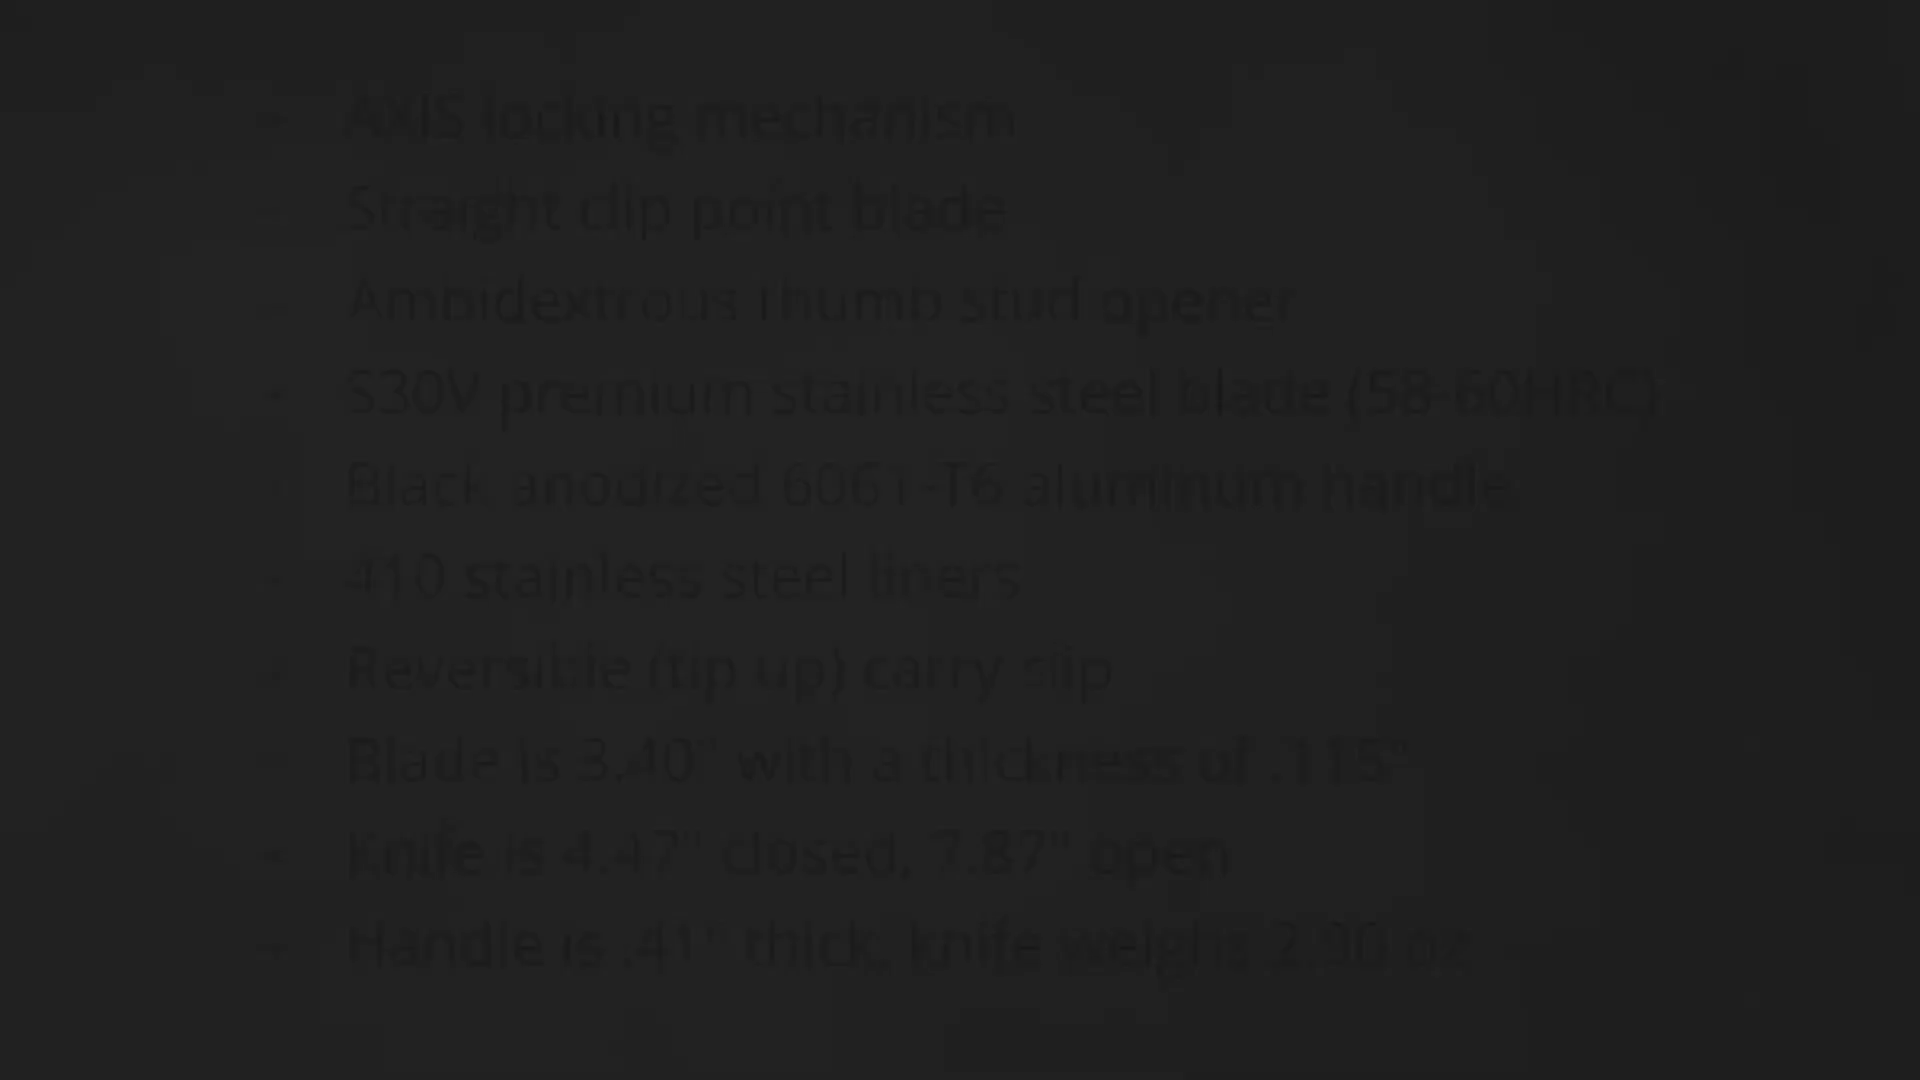 - AXIS locking mechanism
- Straight clip point blade
- Ambidextrous thumb stud opener
- S30V premium stainless steel blade (58-60HRC)
- Black anodized 6061-T6 aluminum handle
- 410 stainless steel liners
- Reversible (tip up) carry slip
- Blade is 3.40" with a thickness of .115"
- Knife is 4.47" closed, 7.87" open
- Handle is .41" thick, knife weighs 2.90 oz